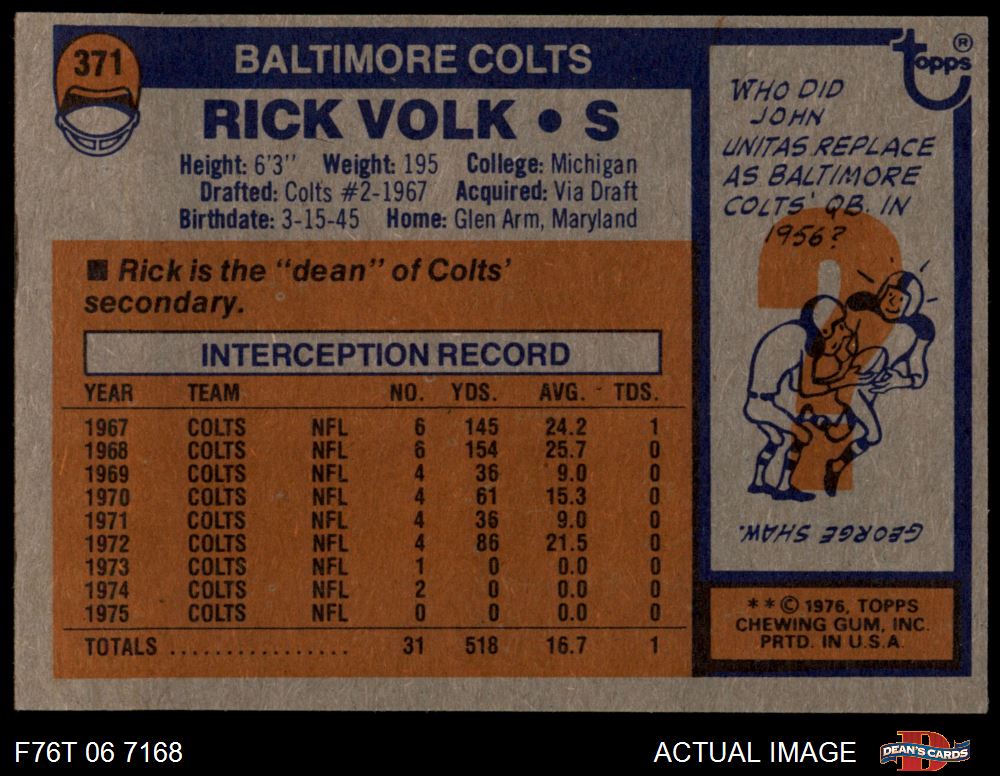 371
BALTIMORE COLTS
RICK VOLK • S
Height: 6'3'' Weight: 195 College: Michigan
Drafted: Colts #2-1967 Acquired: Via Draft
Birthdate: 3-15-45 Home: Glen Arm, Maryland
■ Rick is the "dean" of Colts'
secondary.
INTERCEPTION RECORD
YEAR TEAM NO. YDS. AVG. TDS.
1967 COLTS NFL 6 145 24.2 1
1968 COLTS NFL 6 154 25.7 0
1969 COLTS NFL 4 36 9.0 0
1970 COLTS NFL 4 61 15.3 0
1971 COLTS NFL 4 36 9.0 0
1972 COLTS NFL 4 86 21.5 0
1973 COLTS NFL 1 0 0.0 0
1974 COLTS NFL 2 0 0.0 0
1975 COLTS NFL 0 0 0.0 0
TOTALS ................ 31 518 16.7 1
topps ®
WHO DID
JOHN
UNITAS REPLACE
AS BALTIMORE
COLTS' QB. IN
1956?
?
GEORGE SHAW.
**© 1976, TOPPS
CHEWING GUM, INC.
PRTD. IN U.S.A.
F76T 06 7168
ACTUAL IMAGE
D
DEAN'S CARDS